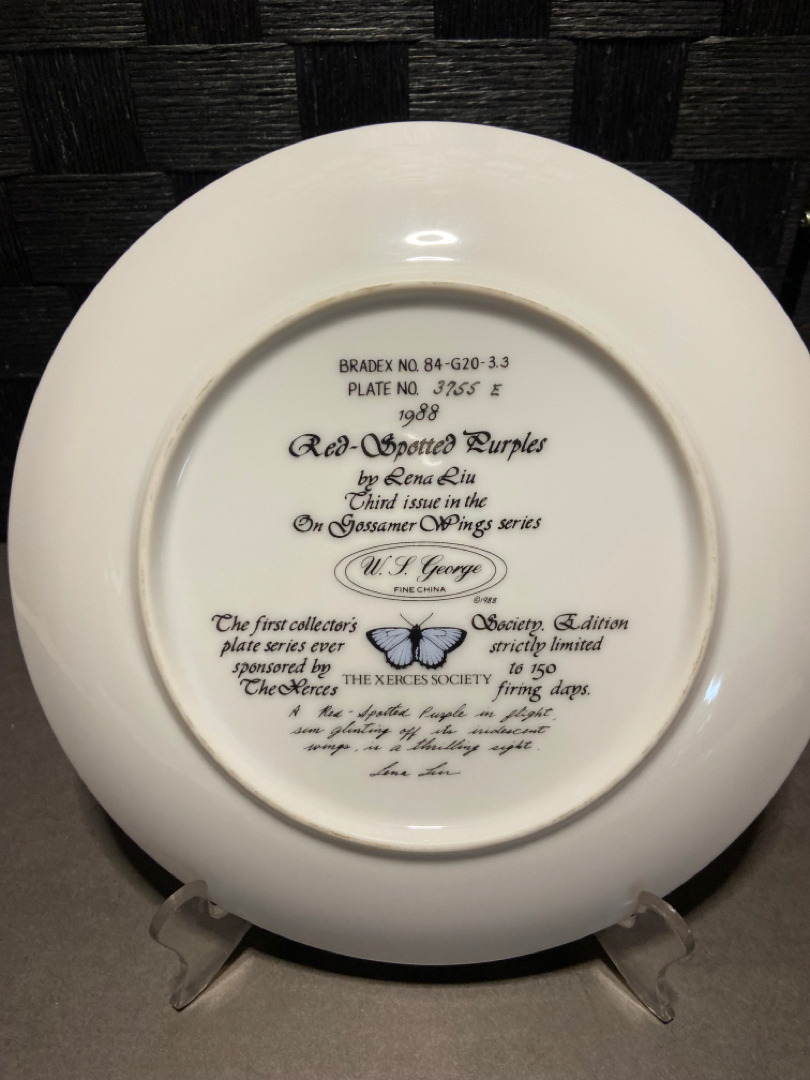 BRADEX NO. 84-G20-3.3
PLATE NO. 3755 E
1988
Red-Spotted Purples
by Lena Liu
Third issue in the
On Gossamer Wings series
W. S. George
FINE CHINA
©1988
The first collector's
plate series ever
sponsored by
The Xerces
THE XERCES SOCIETY
Society. Edition
strictly limited
to 150
firing days.
A Red-Spotted Purple in flight,
sun glinting off its iridescent
wings, is a thrilling sight.
Lena Liu